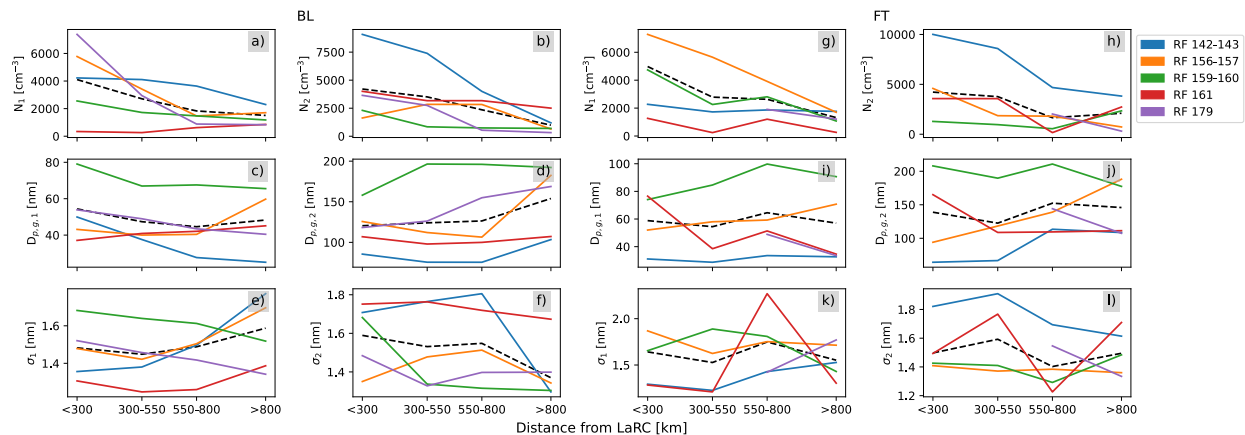 BL
FT
a)
b)
g)
h)
N₁ [cm⁻³]
6000
4000
2000
0
N₂ [cm⁻³]
7500
5000
2500
0
N₁ [cm⁻³]
6000
4000
2000
0
N₂ [cm⁻³]
10000
5000
0
RF 142–143
RF 156–157
RF 159–160
RF 161
RF 179
c)
d)
i)
j)
Dₚ,g,₁ [nm]
80
60
40
Dₚ,g,₂ [nm]
200
150
100
Dₚ,g,₁ [nm]
100
80
60
40
Dₚ,g,₂ [nm]
200
150
100
e)
f)
k)
l)
σ₁ [nm]
1.6
1.4
σ₂ [nm]
1.8
1.6
1.4
σ₁ [nm]
2.0
1.5
σ₂ [nm]
1.8
1.6
1.4
1.2
<300 300–550 550–800 >800
<300 300–550 550–800 >800
<300 300–550 550–800 >800
<300 300–550 550–800 >800
Distance from LaRC [km]